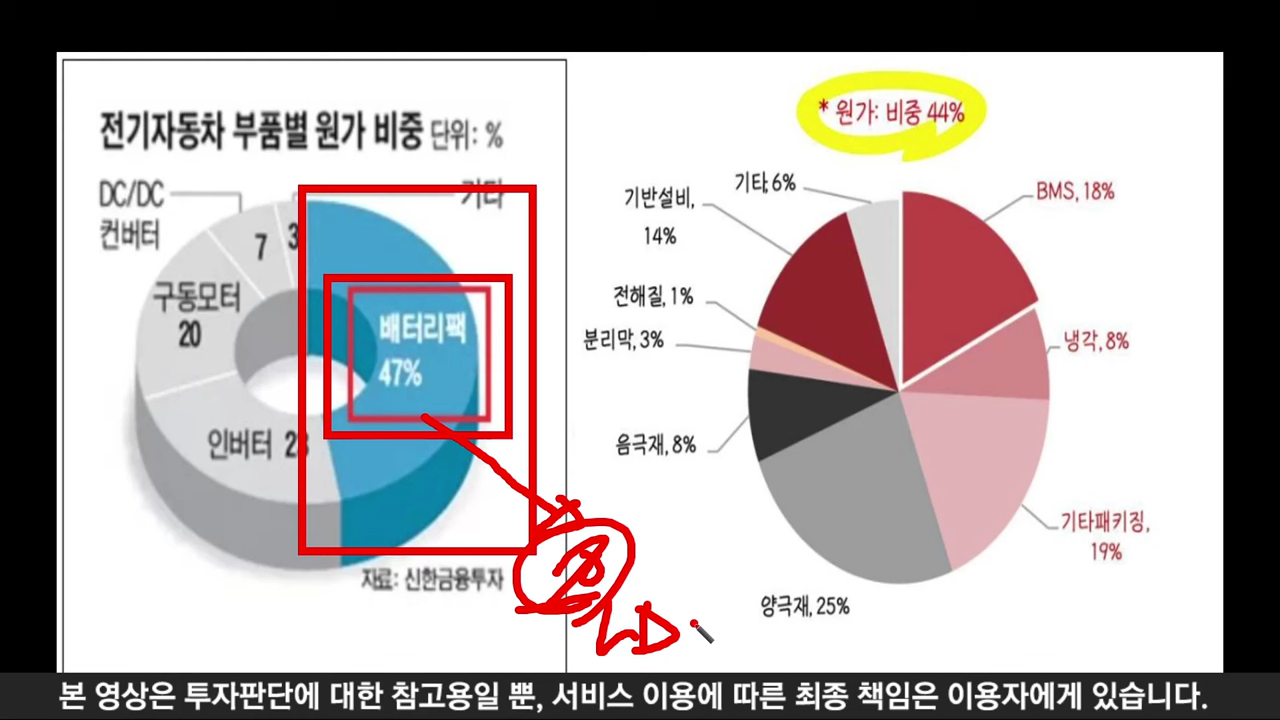 전기자동차 부품별 원가 비중 단위: %
DC/DC
컨버터
기타
7
3
구동모터
20
배터리팩
47%
인버터 23
자료: 신한금융투자
* 원가: 비중 44%
기타, 6%
BMS, 18%
기반설비,
14%
전해질, 1%
분리막, 3%
냉각, 8%
음극재, 8%
기타패키징,
19%
양극재, 25%
본 영상은 투자판단에 대한 참고용일 뿐, 서비스 이용에 따른 최종 책임은 이용자에게 있습니다.